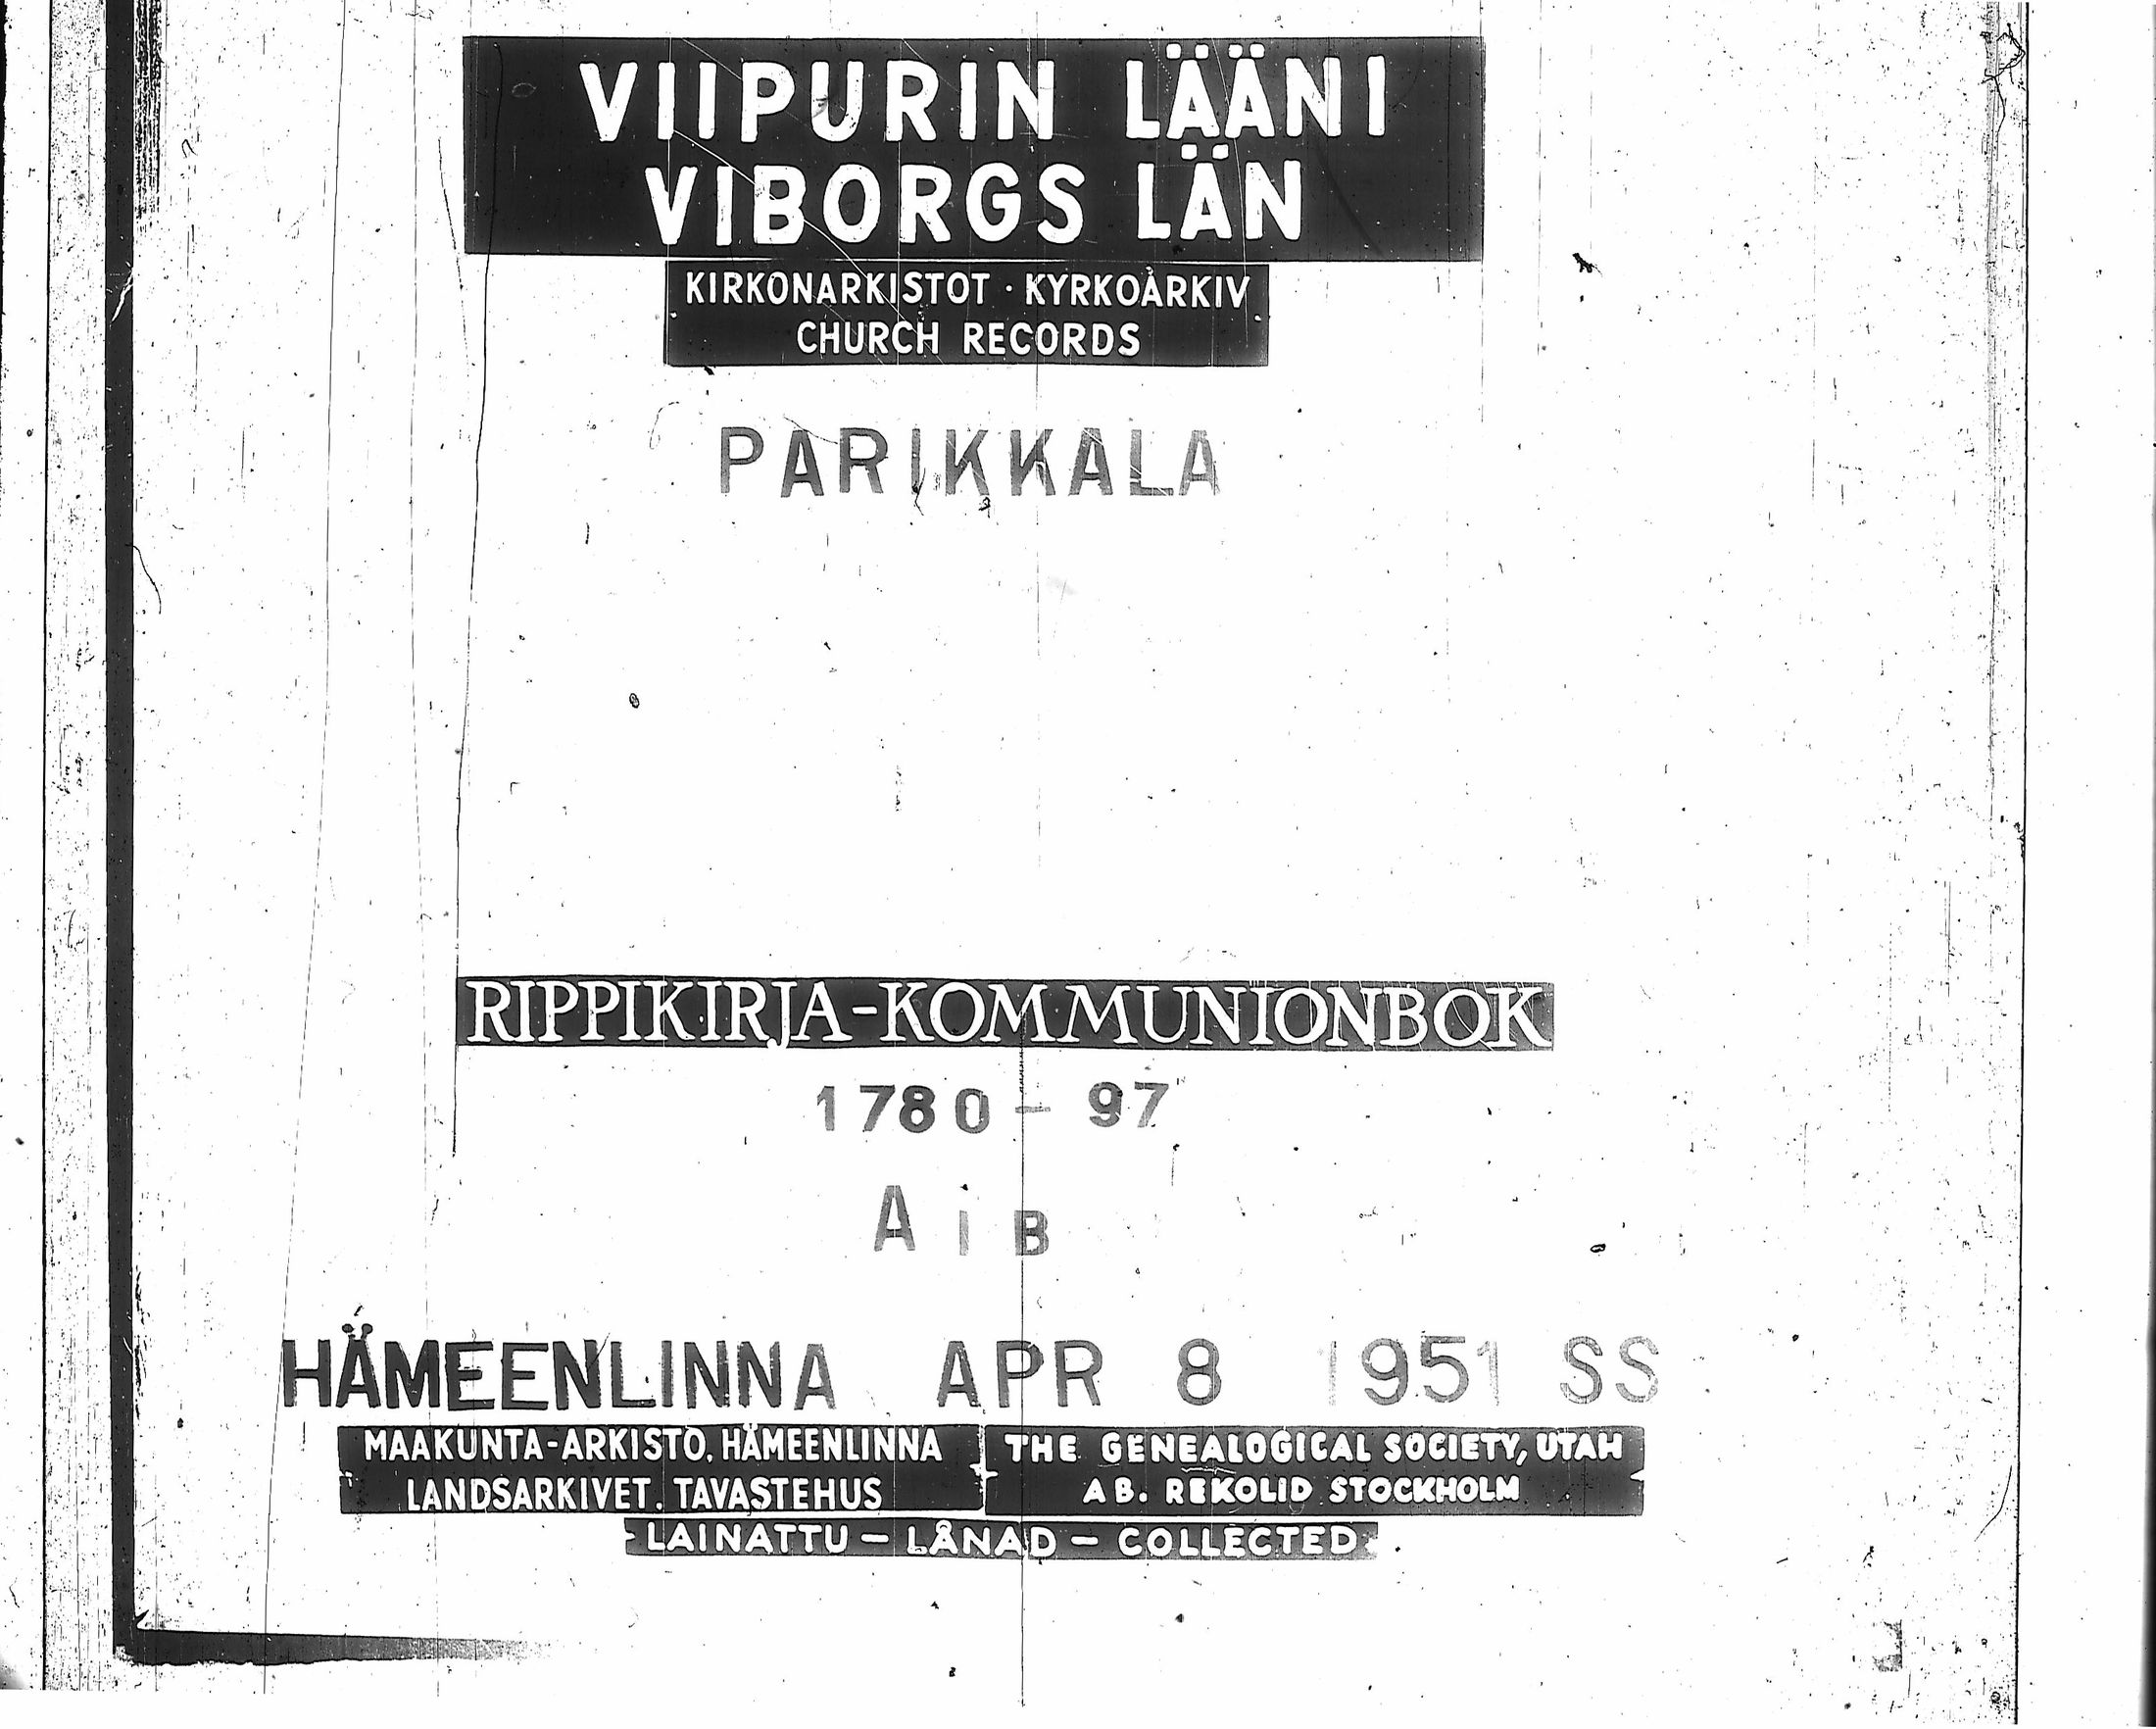 VIIPURIN LÄÄNI
VIBORGS LÄN
KIRKONARKISTOT · KYRKOARKIV
CHURCH RECORDS
PARIKKALA
RIPPIKIRJA-KOMMUNIONBOK
1780 - 97
A I B
HÄMEENLINNA APR 8 1951 SS
MAAKUNTA-ARKISTO, HÄMEENLINNA
LANDSARKIVET, TAVASTEHUS
THE GENEALOGICAL SOCIETY, UTAH
AB. REKOLID STOCKHOLM
LAINATTU - LÅNAD - COLLECTED